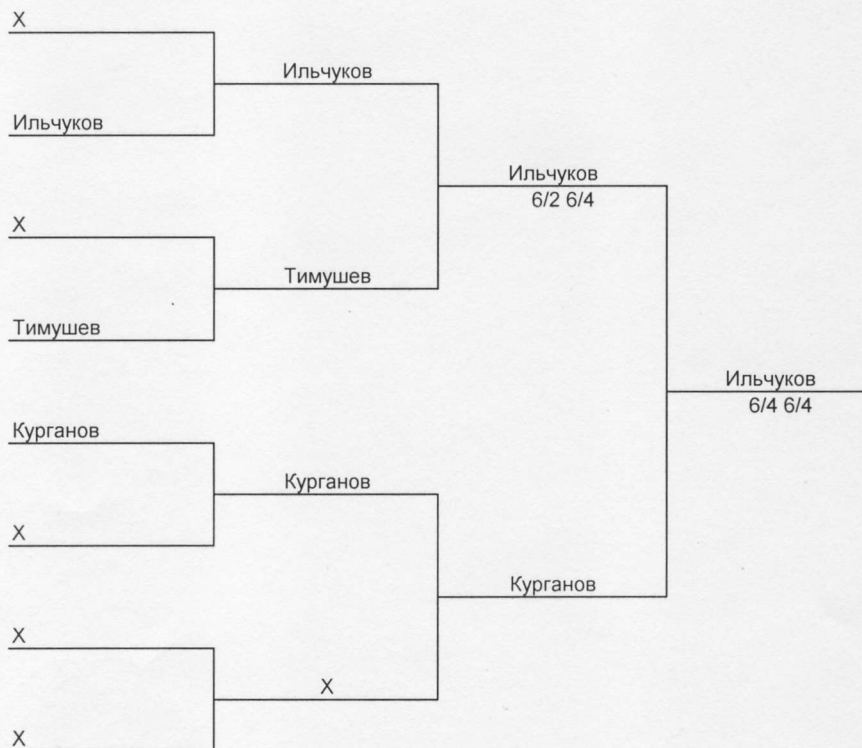 X
Ильчуков
Ильчуков
Ильчуков
6/2 6/4
X
Тимушев
Тимушев
Ильчуков
6/4 6/4
Курганов
Курганов
X
Курганов
X
X
X